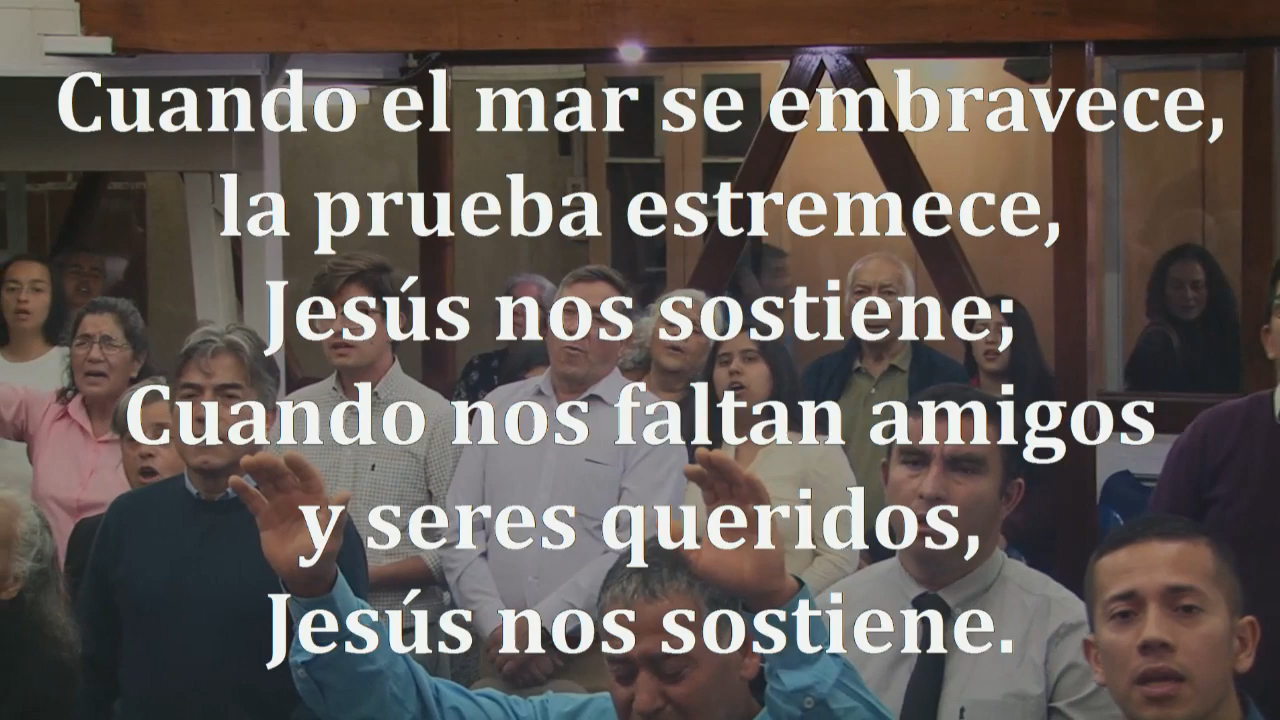 Cuando el mar se embravece,
la prueba estremece,
Jesús nos sostiene;
Cuando nos faltan amigos
y seres queridos,
Jesús nos sostiene.